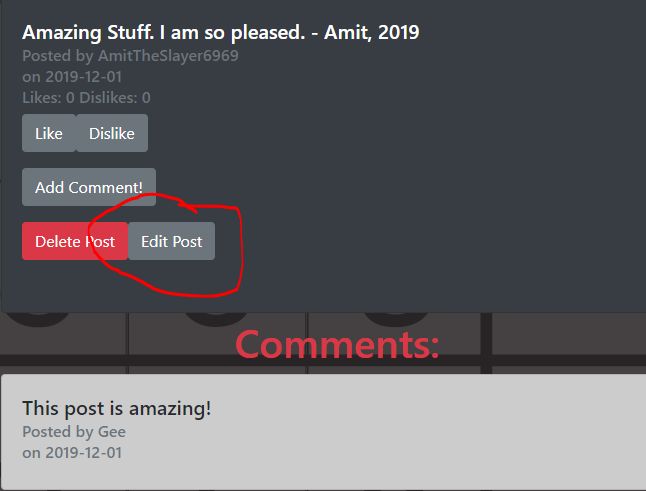 Amazing Stuff. I am so pleased. - Amit, 2019
Posted by AmitTheSlayer6969
on 2019-12-01
Likes: 0 Dislikes: 0
Like Dislike
Add Comment!
Delete Post Edit Post
Comments:
This post is amazing!
Posted by Gee
on 2019-12-01